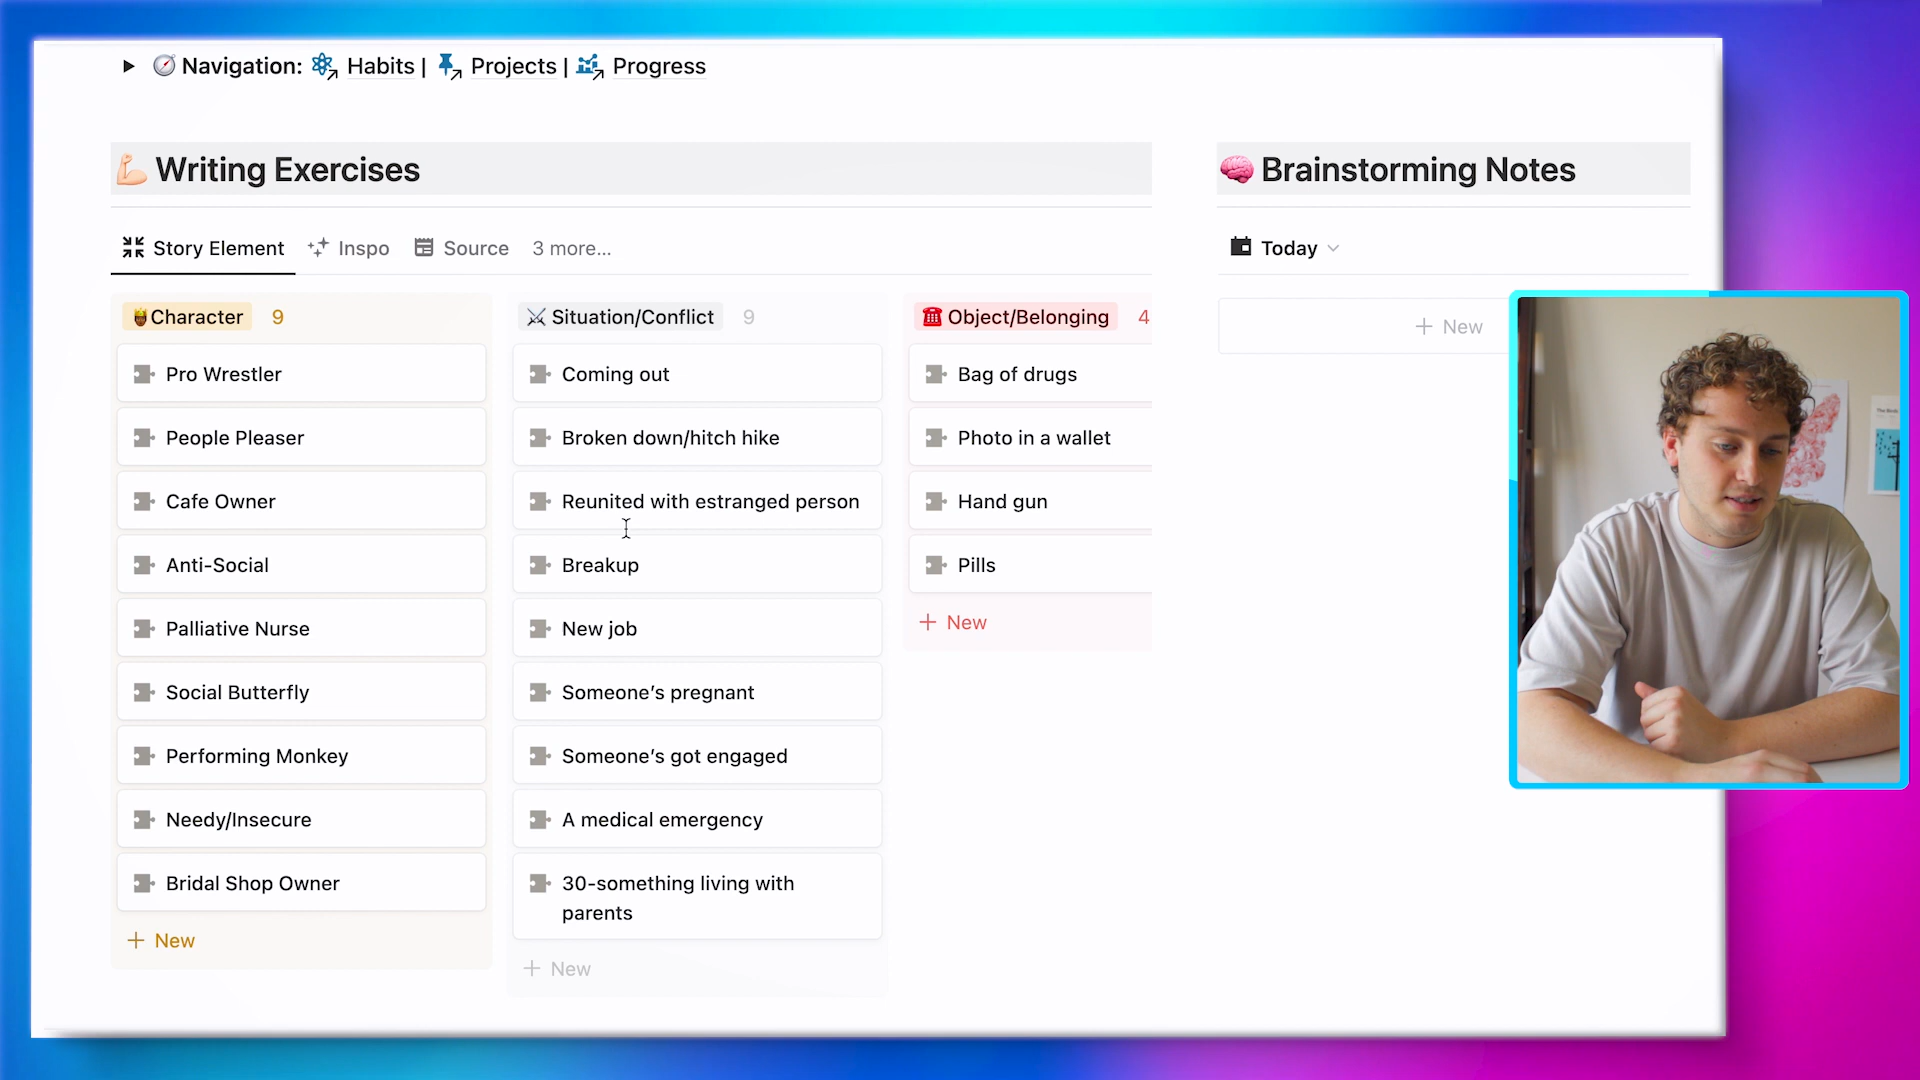 Navigation: Habits | Projects | Progress
Writing Exercises
Story Element Inspo Source 3 more...
Character 9
Pro Wrestler
People Pleaser
Cafe Owner
Anti-Social
Palliative Nurse
Social Butterfly
Performing Monkey
Needy/Insecure
Bridal Shop Owner
+ New
Situation/Conflict 9
Coming out
Broken down/hitch hike
Reunited with estranged person
Breakup
New job
Someone's pregnant
Someone's got engaged
A medical emergency
30-something living with
parents
+ New
Object/Belonging 4
Bag of drugs
Photo in a wallet
Hand gun
Pills
+ New
Brainstorming Notes
Today
+ New